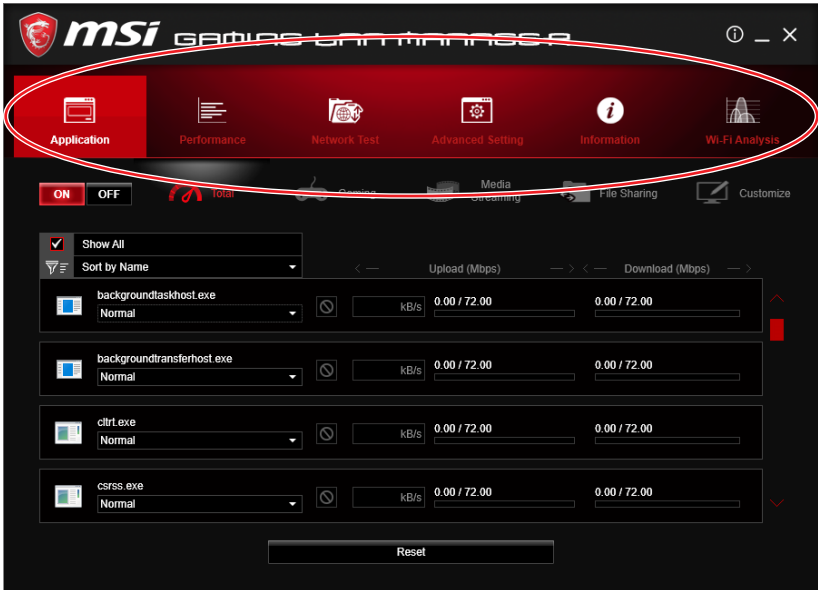 msi GAMING LAN MANAGER
Application Performance Network Test Advanced Setting Information Wi-Fi Analysis
ON OFF Total Gaming Media Streaming File Sharing Customize
Show All
Sort by Name Upload (Mbps) Download (Mbps)
backgroundtaskhost.exe
Normal kB/s 0.00 / 72.00 0.00 / 72.00
backgroundtransferhost.exe
Normal kB/s 0.00 / 72.00 0.00 / 72.00
cltrt.exe
Normal kB/s 0.00 / 72.00 0.00 / 72.00
csrss.exe
Normal kB/s 0.00 / 72.00 0.00 / 72.00
Reset